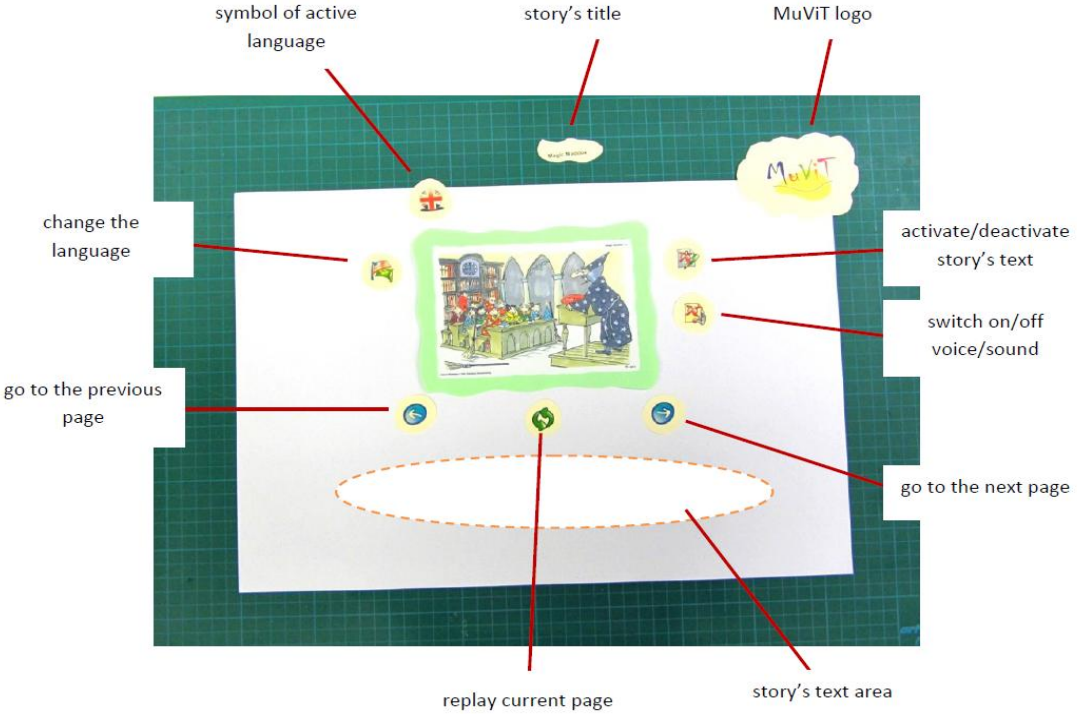 symbol of active
language
story's title
MuViT logo
MuViT
change the
language
activate/deactivate
story's text
switch on/off
voice/sound
go to the previous
page
go to the next page
replay current page
story's text area